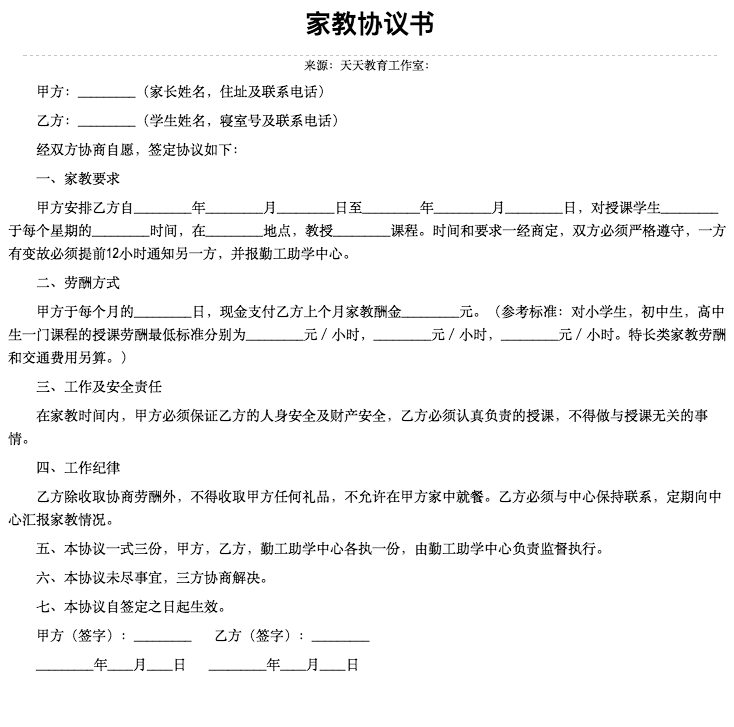 家教协议书
来源：天天教育工作室：
甲方：________（家长姓名，住址及联系电话）
乙方：________（学生姓名，寝室号及联系电话）
经双方协商自愿，签定协议如下：
一、家教要求
甲方安排乙方自________年________月________日至________年________月________日，对授课学生________
于每个星期的________时间，在________地点，教授________课程。时间和要求一经商定，双方必须严格遵守，一方
有变故必须提前12小时通知另一方，并报勤工助学中心。
二、劳酬方式
甲方于每个月的________日，现金支付乙方上个月家教酬金________元。（参考标准：对小学生，初中生，高中
生一门课程的授课劳酬最低标准分别为________元／小时，________元／小时，________元／小时。特长类家教劳酬
和交通费用另算。）
三、工作及安全责任
在家教时间内，甲方必须保证乙方的人身安全及财产安全，乙方必须认真负责的授课，不得做与授课无关的事
情。
四、工作纪律
乙方除收取协商劳酬外，不得收取甲方任何礼品，不允许在甲方家中就餐。乙方必须与中心保持联系，定期向中
心汇报家教情况。
五、本协议一式三份，甲方，乙方，勤工助学中心各执一份，由勤工助学中心负责监督执行。
六、本协议未尽事宜，三方协商解决。
七、本协议自签定之日起生效。
甲方（签字）：________ 乙方（签字）：________
________年____月____日 ________年____月____日